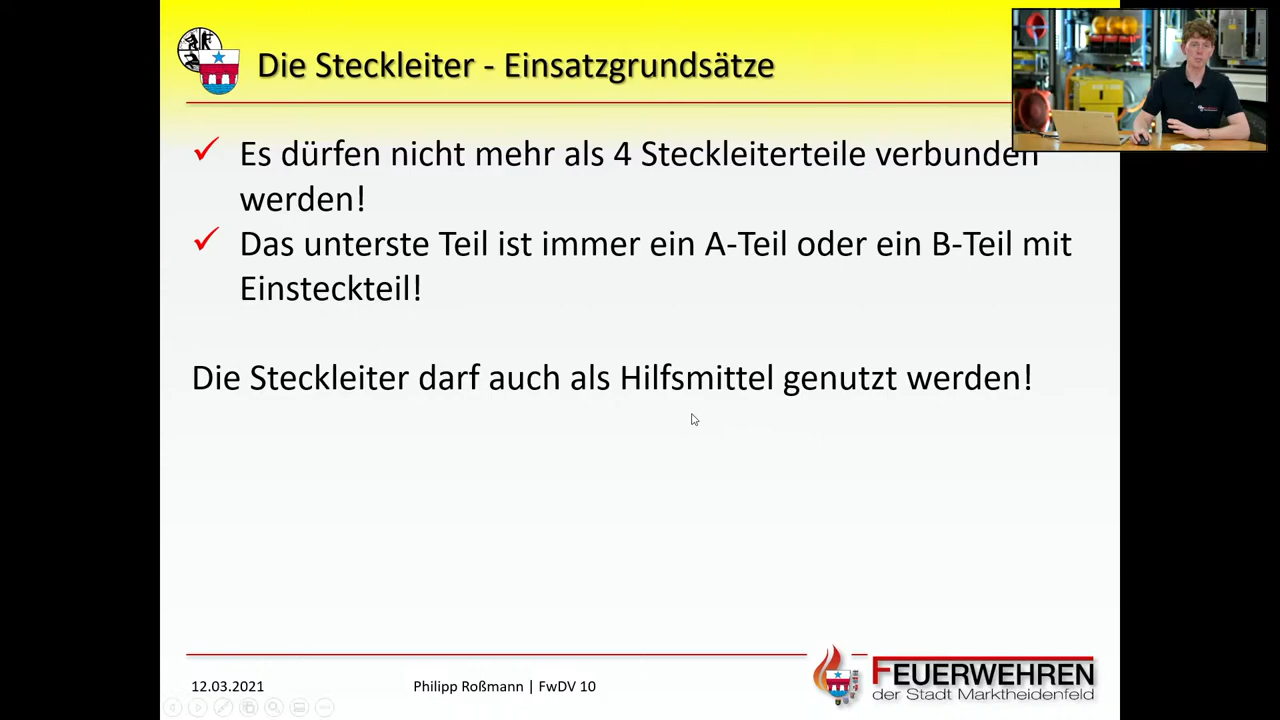 Die Steckleiter - Einsatzgrundsätze
Es dürfen nicht mehr als 4 Steckleiterteile verbunden
werden!
Das unterste Teil ist immer ein A-Teil oder ein B-Teil mit
Einsteckteil!
Die Steckleiter darf auch als Hilfsmittel genutzt werden!
12.03.2021
Philipp Roßmann | FwDV 10
FEUERWEHREN
der Stadt Marktheidenfeld